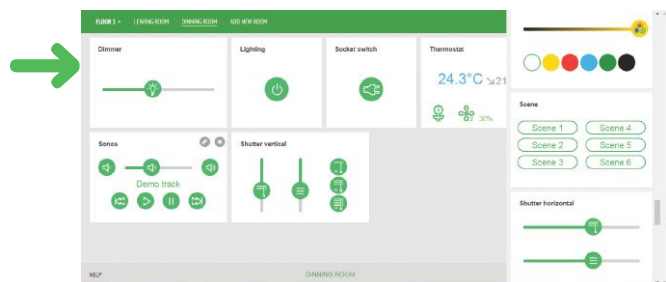 FLOOR 1 LEAVING ROOM DINNING ROOM ADD NEW ROOM
Dimmer
Lighting
Socket switch
Thermostat
24.3°C 21
30%
Sonos
Demo track
Shutter vertical
Scene
Scene 1 Scene 4
Scene 2 Scene 5
Scene 3 Scene 6
Shutter horizontal
HELP
DINNING ROOM